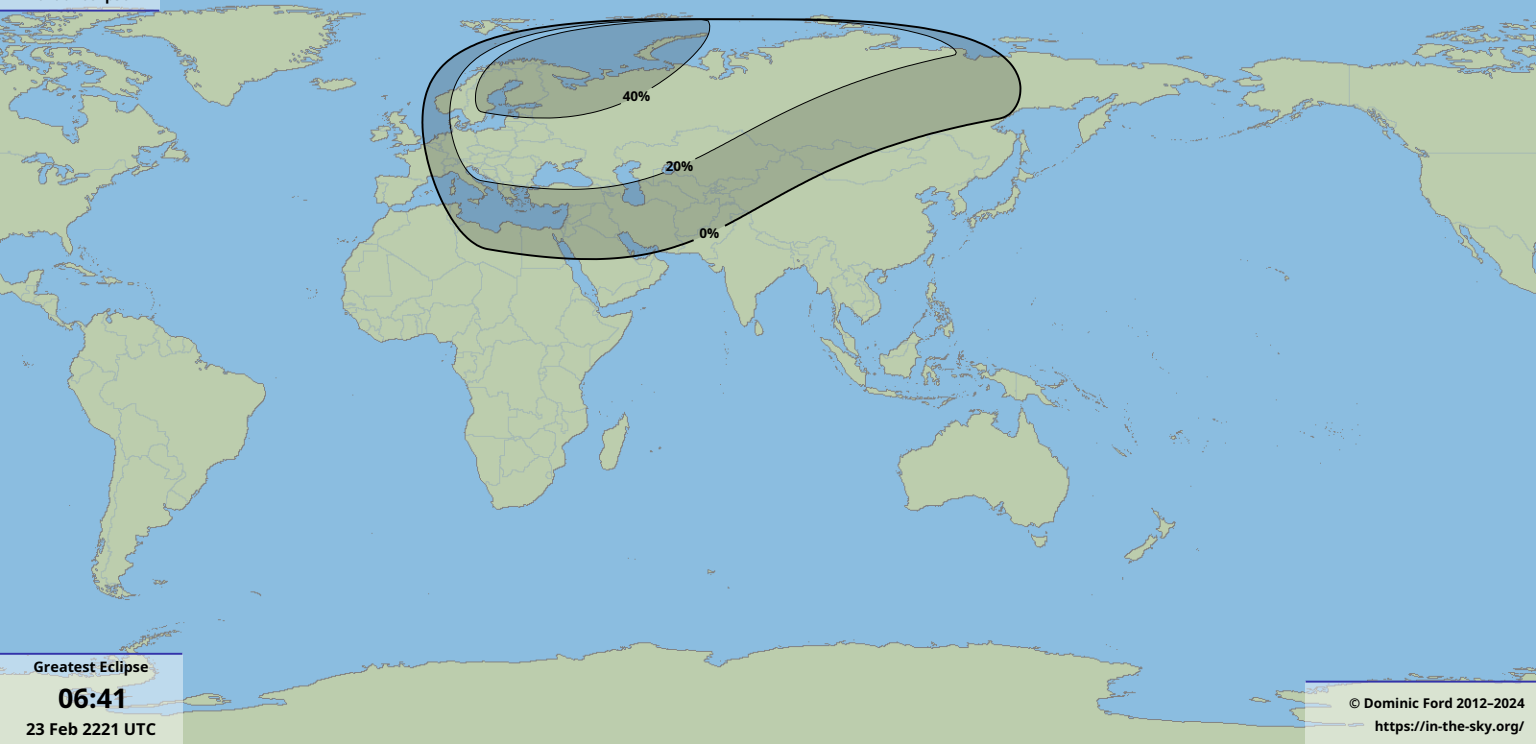 40%
20%
0%
Greatest Eclipse
06:41
23 Feb 2221 UTC
© Dominic Ford 2012–2024
https://in-the-sky.org/